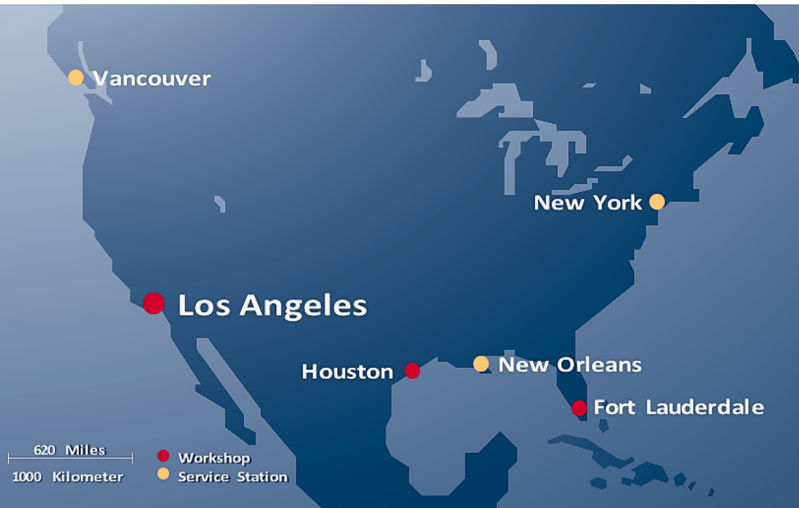 Vancouver
New York
Los Angeles
New Orleans
Houston
Fort Lauderdale
620 Miles
1000 Kilometer
Workshop
Service Station